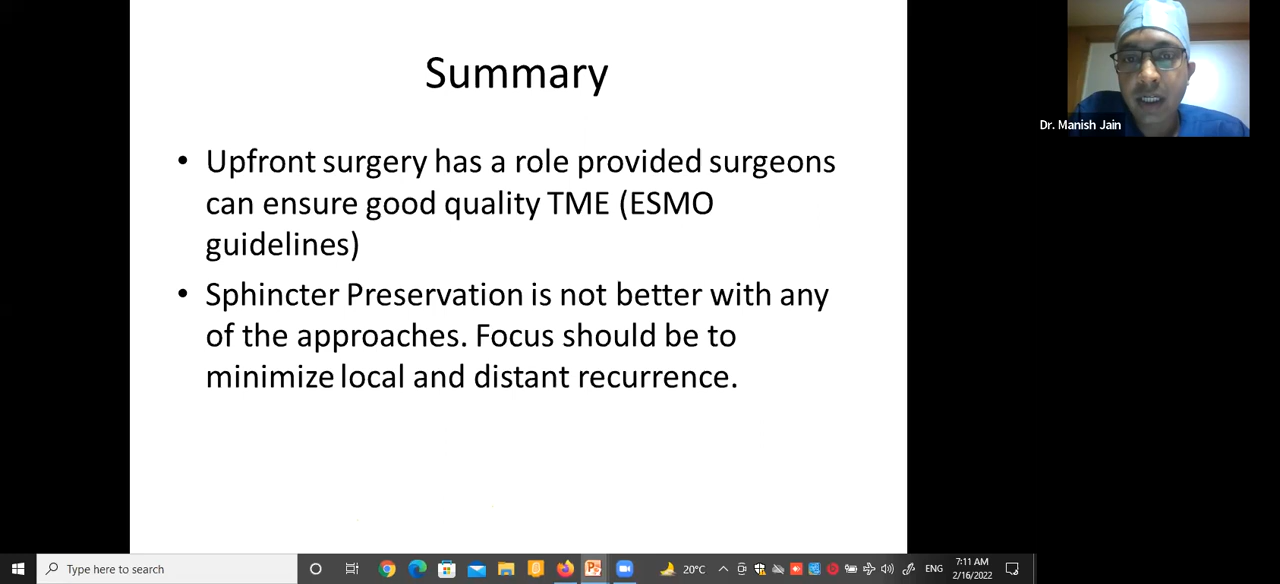 Summary
• Upfront surgery has a role provided surgeons
can ensure good quality TME (ESMO
guidelines)
• Sphincter Preservation is not better with any
of the approaches. Focus should be to
minimize local and distant recurrence.
Dr. Manish Jain
Type here to search
20°C
ENG
7:11 AM
2/16/2022